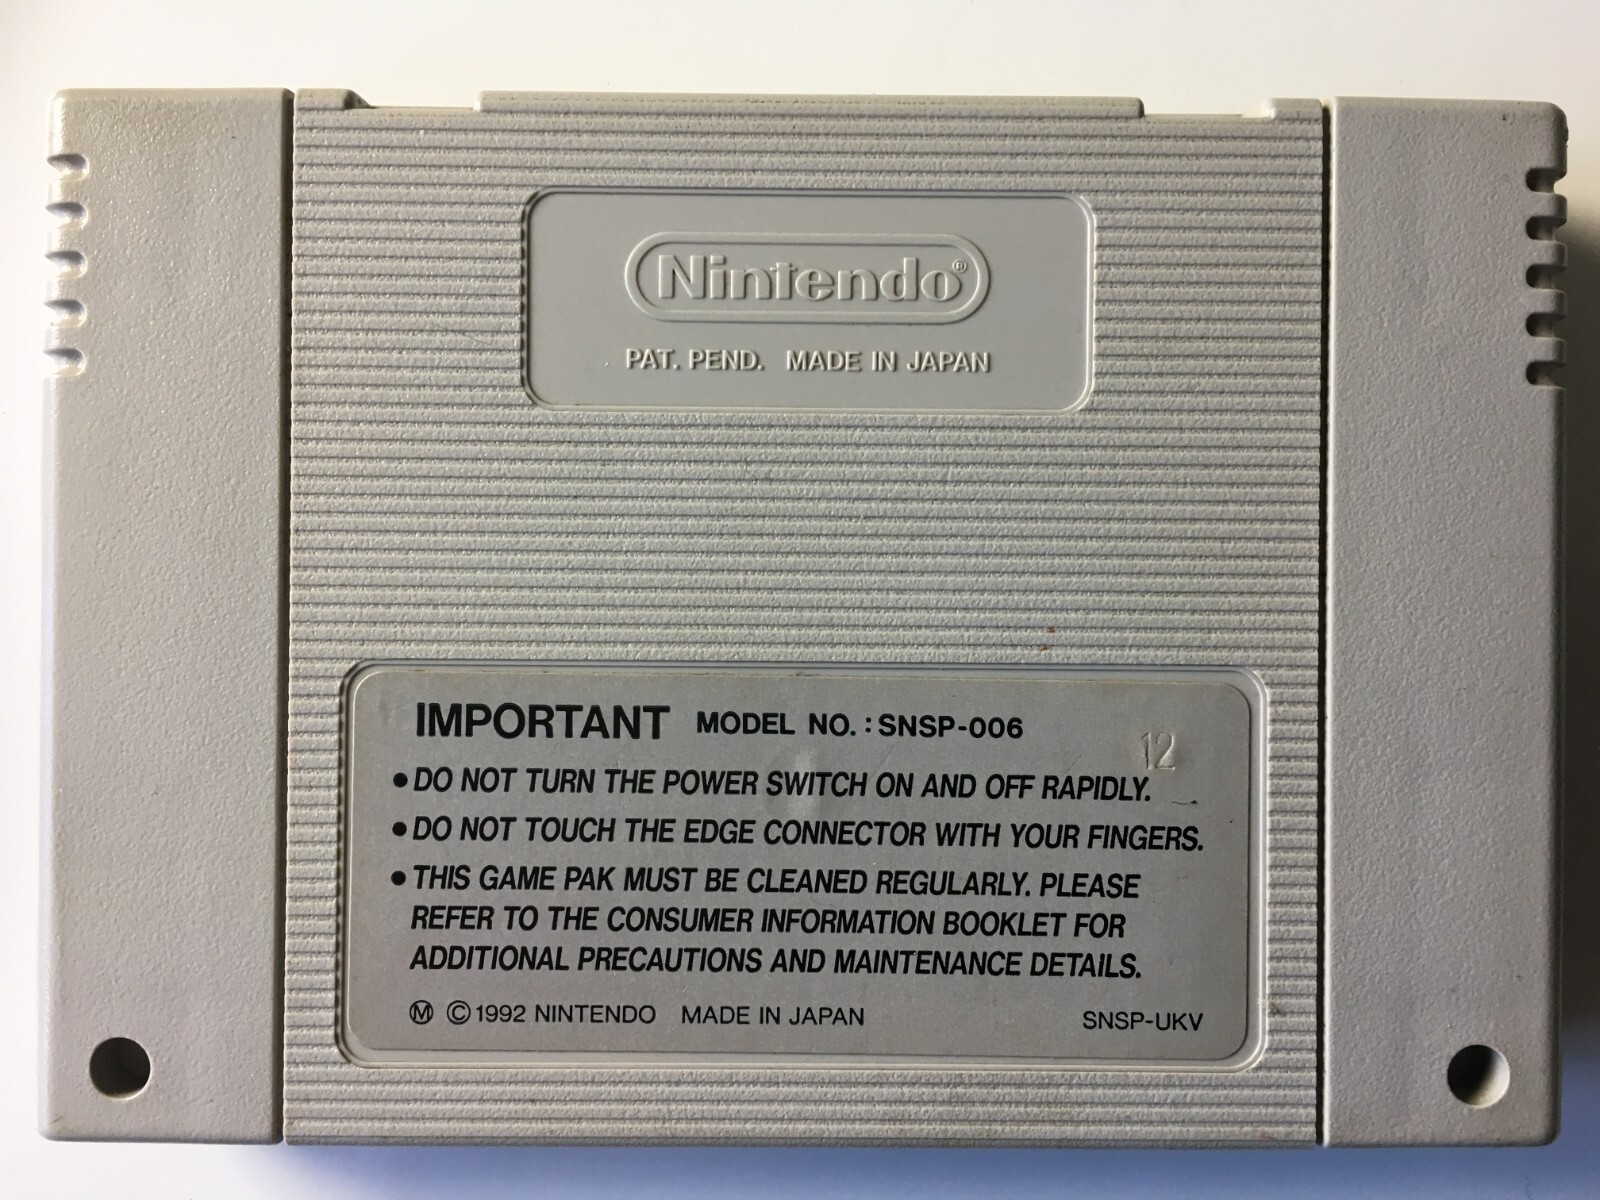 Nintendo®
PAT. PEND. MADE IN JAPAN
IMPORTANT MODEL NO.: SNSP-006
12
● DO NOT TURN THE POWER SWITCH ON AND OFF RAPIDLY.
● DO NOT TOUCH THE EDGE CONNECTOR WITH YOUR FINGERS.
● THIS GAME PAK MUST BE CLEANED REGULARLY. PLEASE
REFER TO THE CONSUMER INFORMATION BOOKLET FOR
ADDITIONAL PRECAUTIONS AND MAINTENANCE DETAILS.
Ⓜ ©1992 NINTENDO MADE IN JAPAN SNSP-UKV